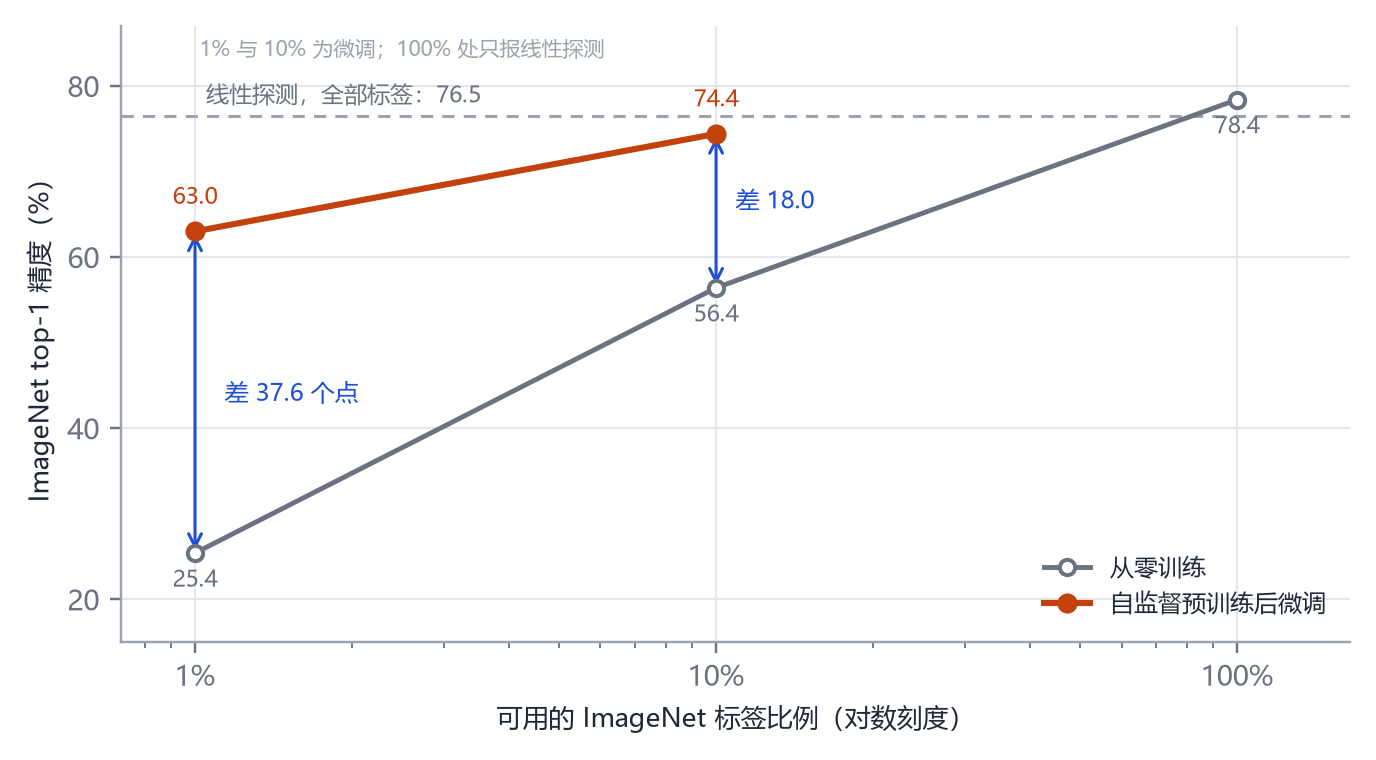 1% 与 10% 为微调；100% 处只报线性探测
线性探测，全部标签：76.5
74.4
78.4
63.0
差 18.0
56.4
差 37.6 个点
25.4
80
60
40
20
ImageNet top-1 精度（%）
从零训练
自监督预训练后微调
1%
10%
100%
可用的 ImageNet 标签比例（对数刻度）